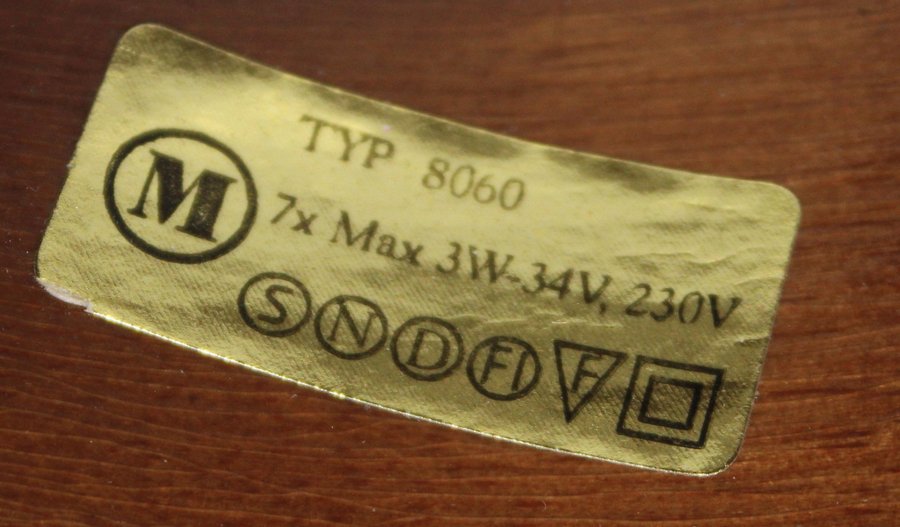 TYP 8060
M
7x Max 3W-34V, 230V
S N D FI F